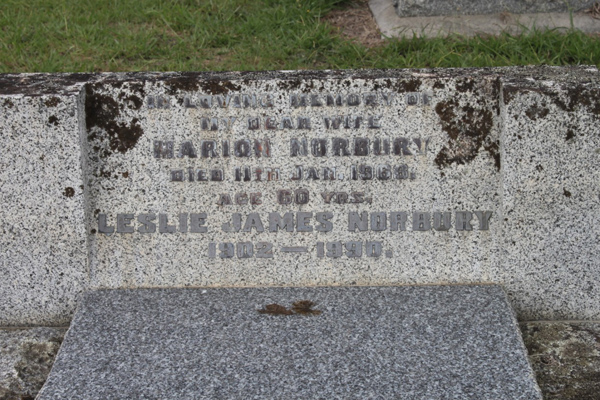 IN LOVING MEMORY OF
MY DEAR WIFE
MARION NORBURY
DIED 11TH JAN.
AGE 60 YRS.
LESLIE JAMES NORBURY
1902 — 1990.